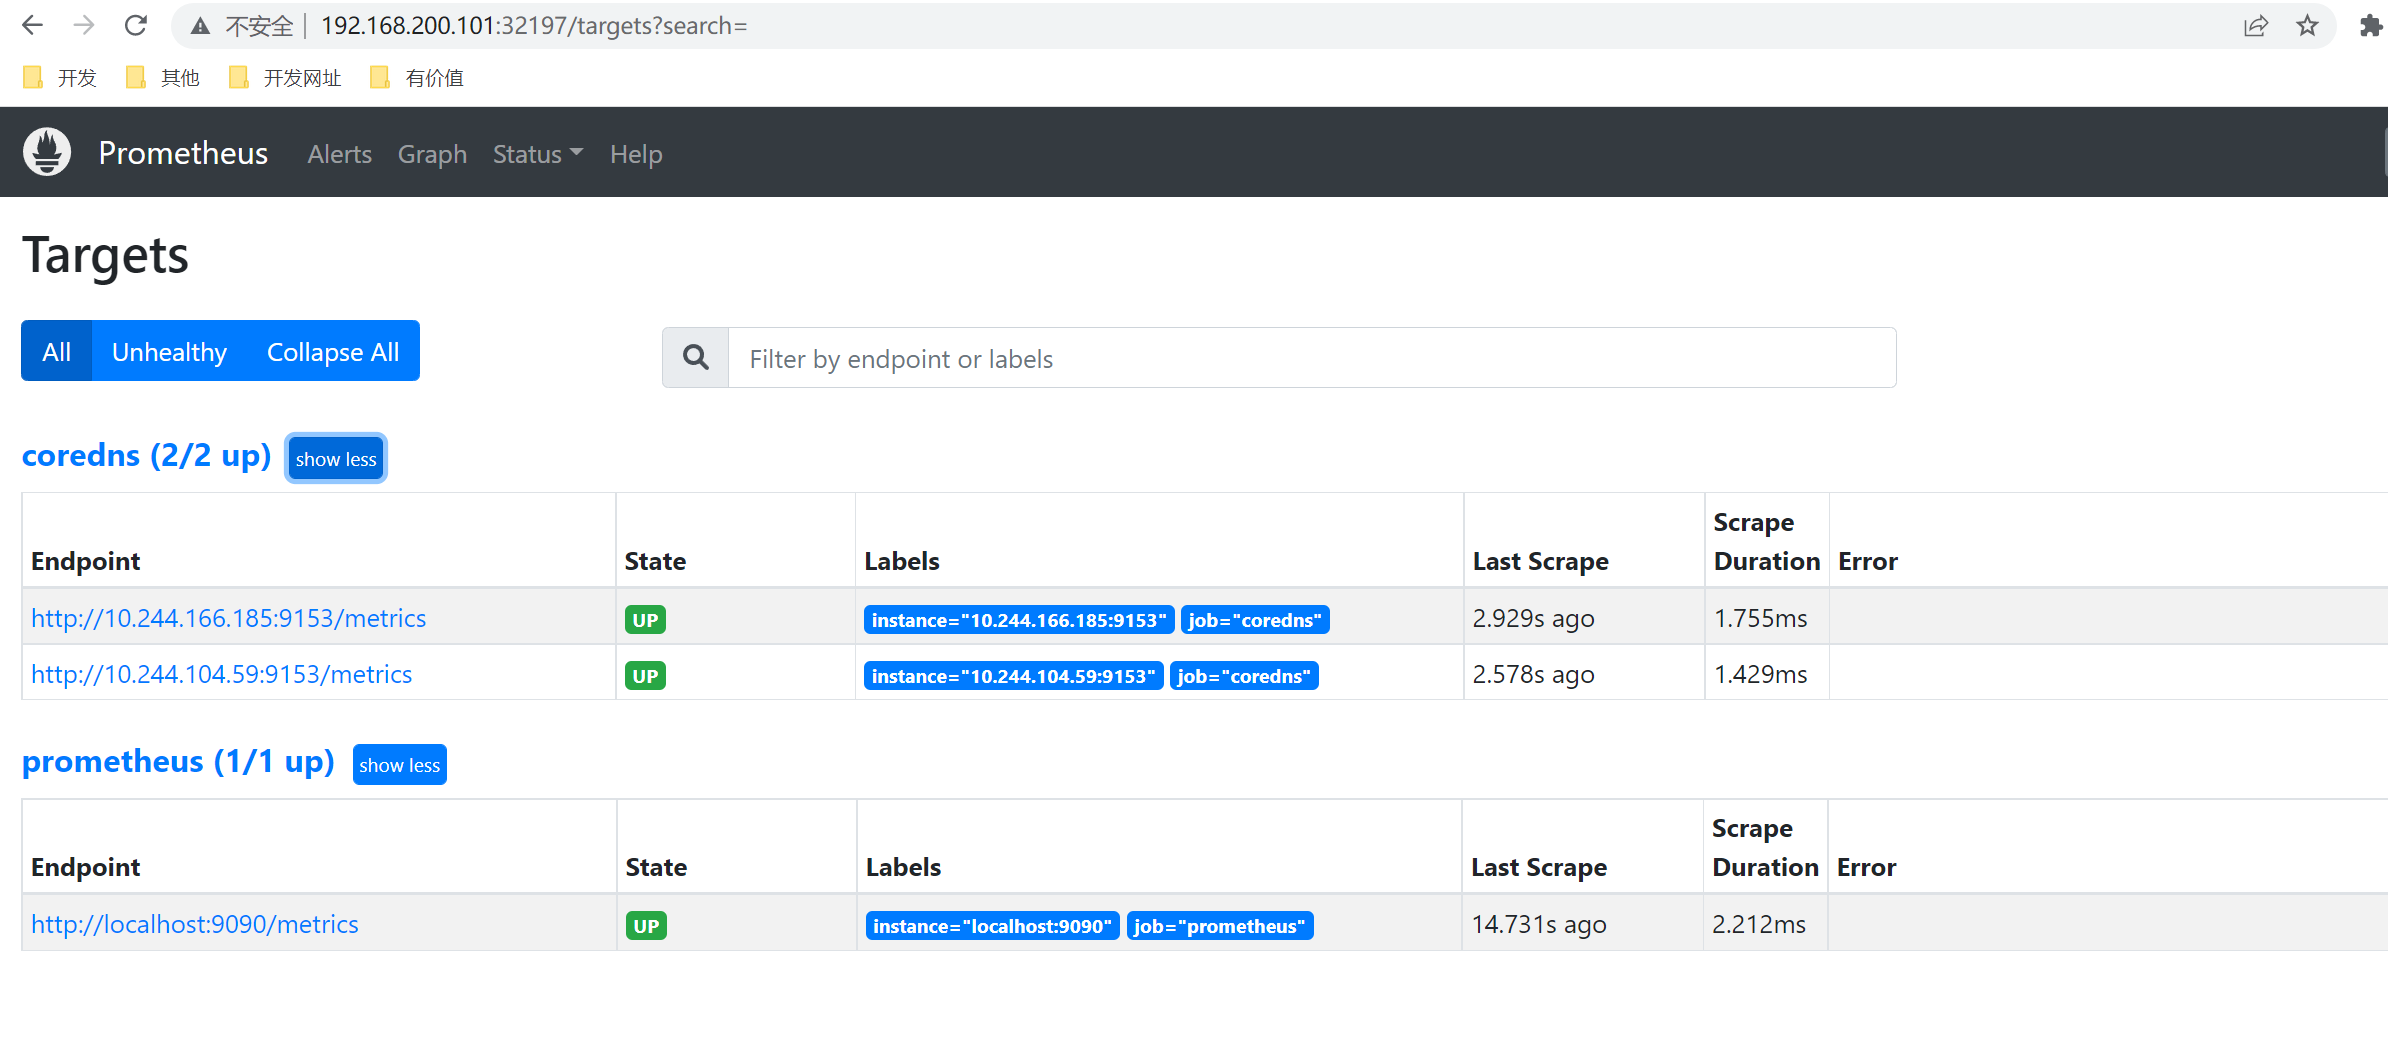 不安全 192.168.200.101:32197/targets?search=
开发 其他 开发网址 有价值
Prometheus Alerts Graph Status Help
Targets
All Unhealthy Collapse All Filter by endpoint or labels
coredns (2/2 up) show less
Endpoint State Labels Last Scrape Scrape Duration Error
http://10.244.166.185:9153/metrics UP instance="10.244.166.185:9153" job="coredns" 2.929s ago 1.755ms
http://10.244.104.59:9153/metrics UP instance="10.244.104.59:9153" job="coredns" 2.578s ago 1.429ms
prometheus (1/1 up) show less
Endpoint State Labels Last Scrape Scrape Duration Error
http://localhost:9090/metrics UP instance="localhost:9090" job="prometheus" 14.731s ago 2.212ms